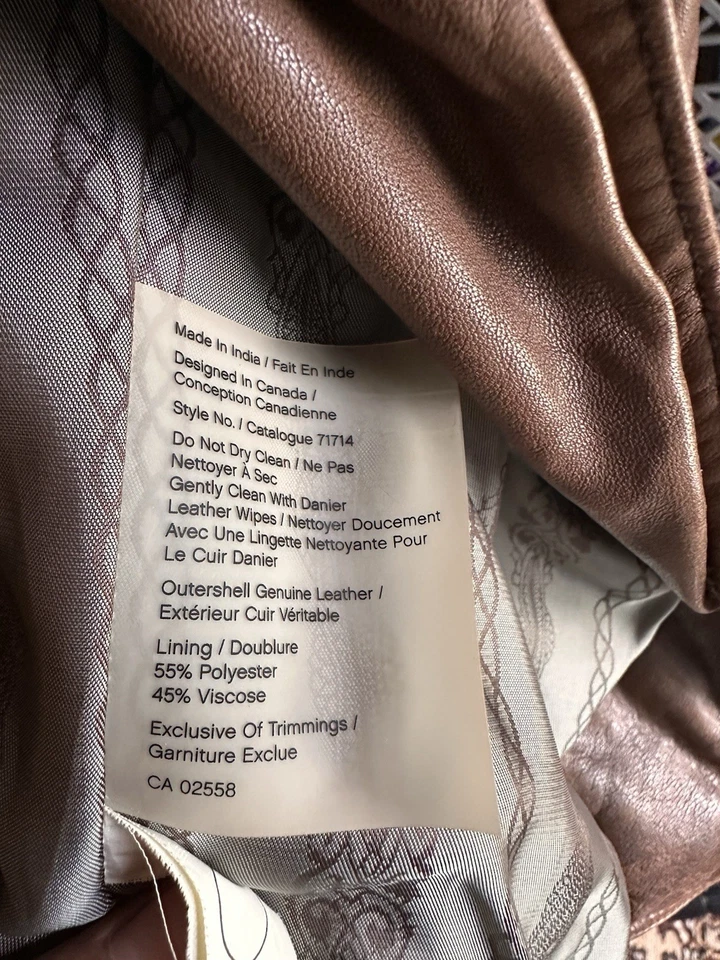 Made In India / Fait En Inde
Designed In Canada /
Conception Canadienne
Style No. / Catalogue 71714
Do Not Dry Clean / Ne Pas
Nettoyer À Sec
Gently Clean With Danier
Leather Wipes / Nettoyer Doucement
Avec Une Lingette Nettoyante Pour
Le Cuir Danier
Outershell Genuine Leather /
Extérieur Cuir Véritable
Lining / Doublure
55% Polyester
45% Viscose
Exclusive Of Trimmings /
Garniture Exclue
CA 02558